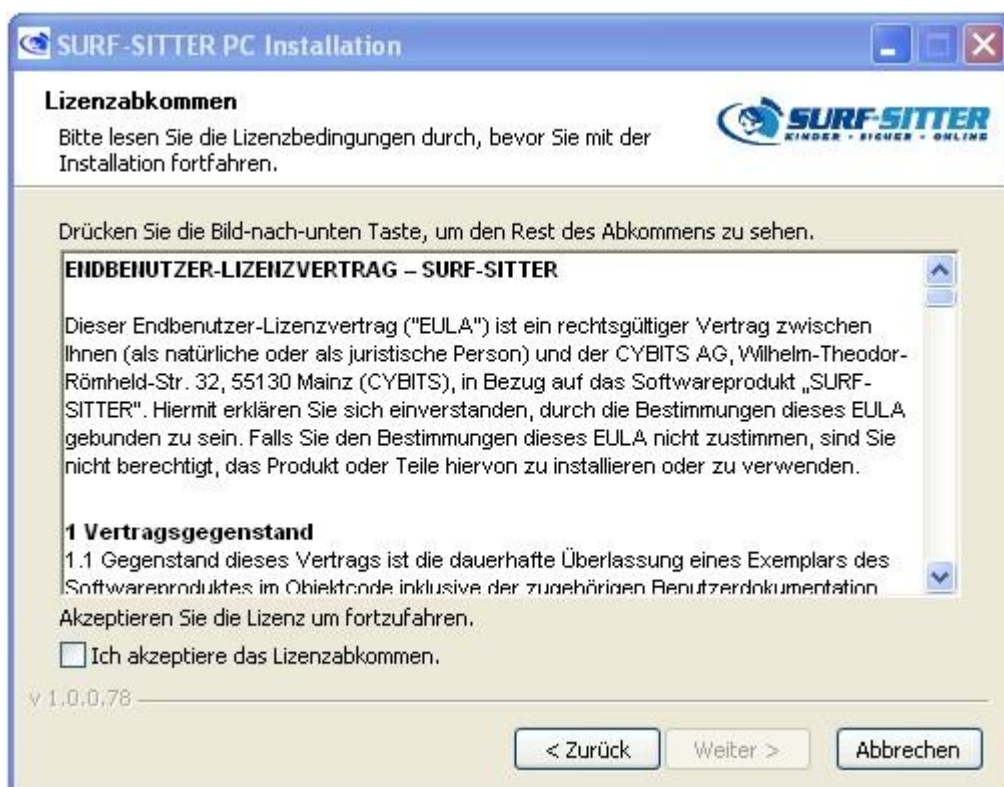 SURF-SITTER PC Installation
Lizenzabkommen
Bitte lesen Sie die Lizenzbedingungen durch, bevor Sie mit der
Installation fortfahren.
SURF-SITTER
KINDER · SICHER · ONLINE
Drücken Sie die Bild-nach-unten Taste, um den Rest des Abkommens zu sehen.
ENDBENUTZER-LIZENZVERTRAG – SURF-SITTER
Dieser Endbenutzer-Lizenzvertrag ("EULA") ist ein rechtsgültiger Vertrag zwischen
Ihnen (als natürliche oder als juristische Person) und der CYBITS AG, Wilhelm-Theodor-
Römheld-Str. 32, 55130 Mainz (CYBITS), in Bezug auf das Softwareprodukt „SURF-
SITTER". Hiermit erklären Sie sich einverstanden, durch die Bestimmungen dieses EULA
gebunden zu sein. Falls Sie den Bestimmungen dieses EULA nicht zustimmen, sind Sie
nicht berechtigt, das Produkt oder Teile hiervon zu installieren oder zu verwenden.
1 Vertragsgegenstand
1.1 Gegenstand dieses Vertrags ist die dauerhafte Überlassung eines Exemplars des
Softwareproduktes im Objektcode inklusive der zugehörigen Benutzerdokumentation
Akzeptieren Sie die Lizenz um fortzufahren.
Ich akzeptiere das Lizenzabkommen.
v 1.0.0.78
< Zurück
Weiter >
Abbrechen